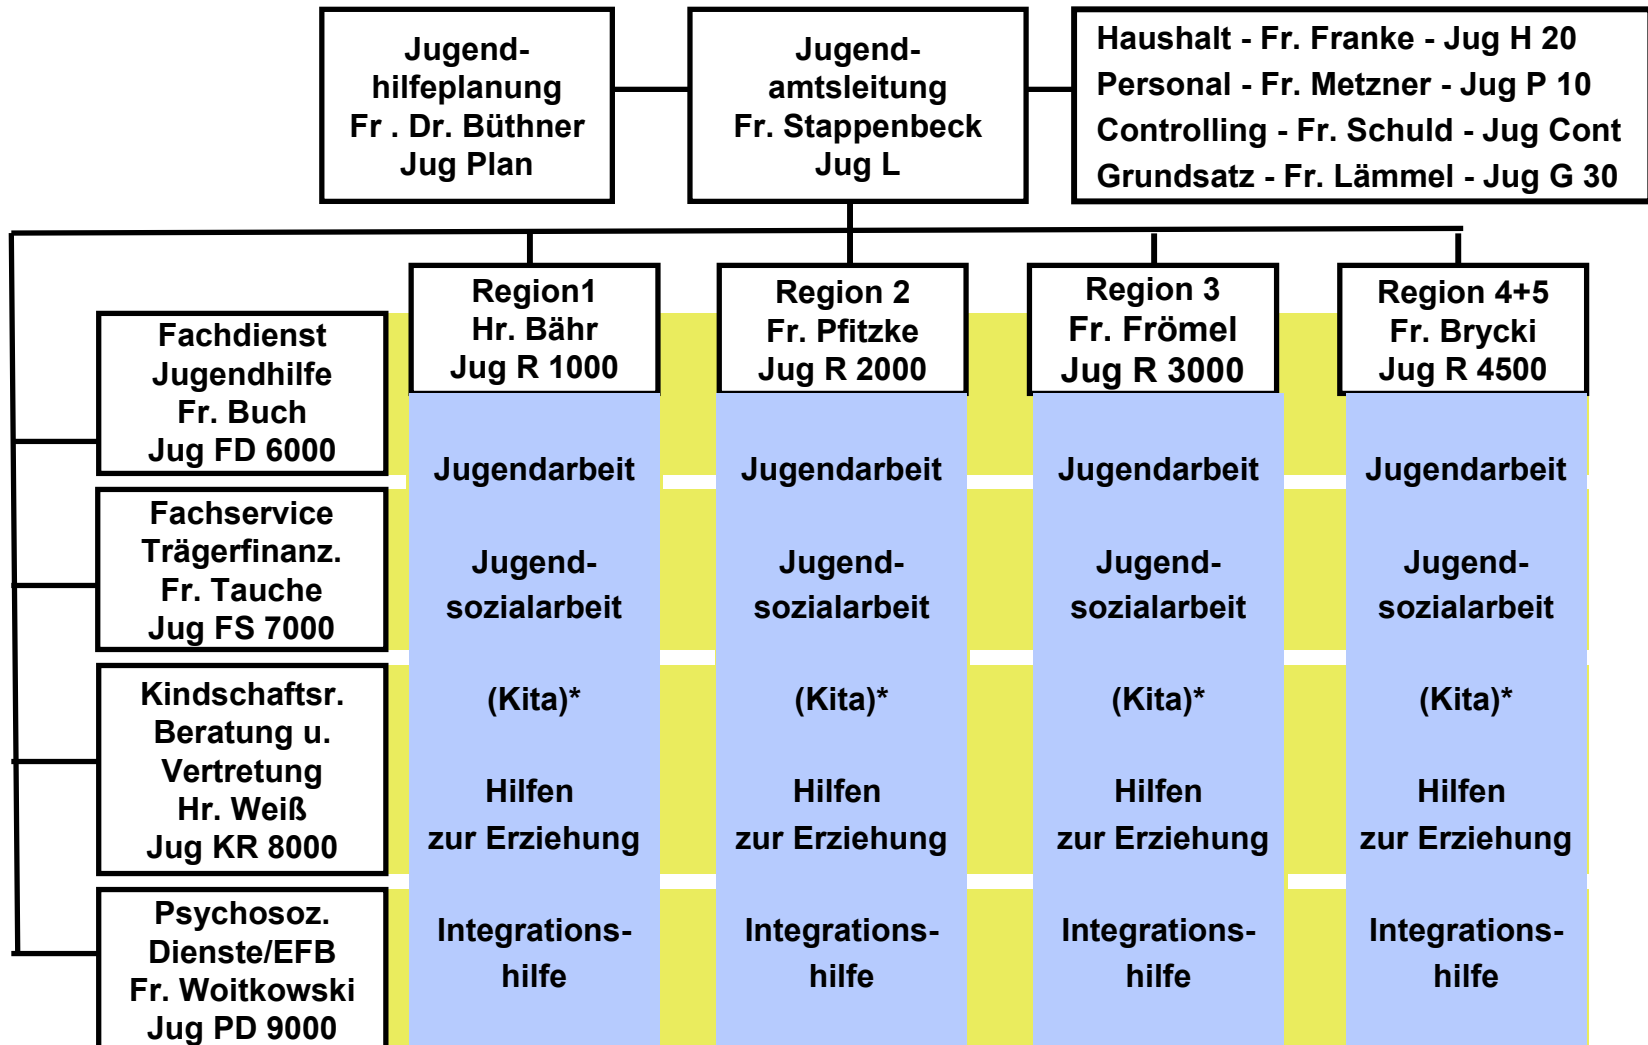 Jugend-
hilfeplanung
Fr . Dr. Büthner
Jug Plan
Jugend-
amtsleitung
Fr. Stappenbeck
Jug L
Haushalt - Fr. Franke - Jug H 20
Personal - Fr. Metzner - Jug P 10
Controlling - Fr. Schuld - Jug Cont
Grundsatz - Fr. Lämmel - Jug G 30
Region1
Hr. Bähr
Jug R 1000
Region 2
Fr. Pfitzke
Jug R 2000
Region 3
Fr. Frömel
Jug R 3000
Region 4+5
Fr. Brycki
Jug R 4500
Fachdienst
Jugendhilfe
Fr. Buch
Jug FD 6000
Fachservice
Trägerfinanz.
Fr. Tauche
Jug FS 7000
Kindschaftsr.
Beratung u.
Vertretung
Hr. Weiß
Jug KR 8000
Psychosoz.
Dienste/EFB
Fr. Woitkowski
Jug PD 9000
Jugendarbeit
Jugend-
sozialarbeit
(Kita)*
Hilfen
zur Erziehung
Integrations-
hilfe
Jugendarbeit
Jugend-
sozialarbeit
(Kita)*
Hilfen
zur Erziehung
Integrations-
hilfe
Jugendarbeit
Jugend-
sozialarbeit
(Kita)*
Hilfen
zur Erziehung
Integrations-
hilfe
Jugendarbeit
Jugend-
sozialarbeit
(Kita)*
Hilfen
zur Erziehung
Integrations-
hilfe